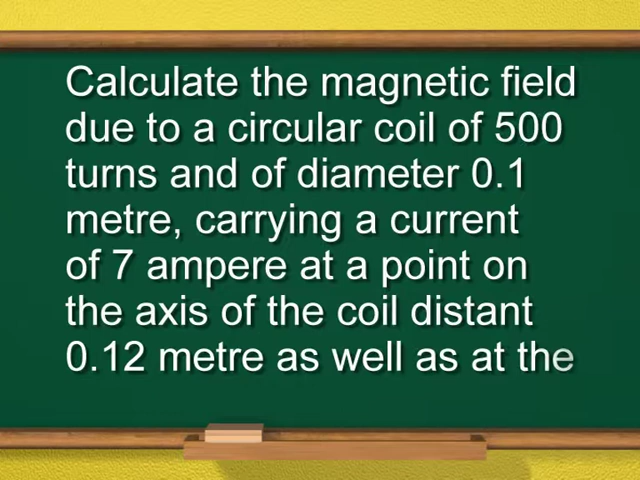 Calculate the magnetic field
due to a circular coil of 500
turns and of diameter 0.1
metre, carrying a current
of 7 ampere at a point on
the axis of the coil distant
0.12 metre as well as at the